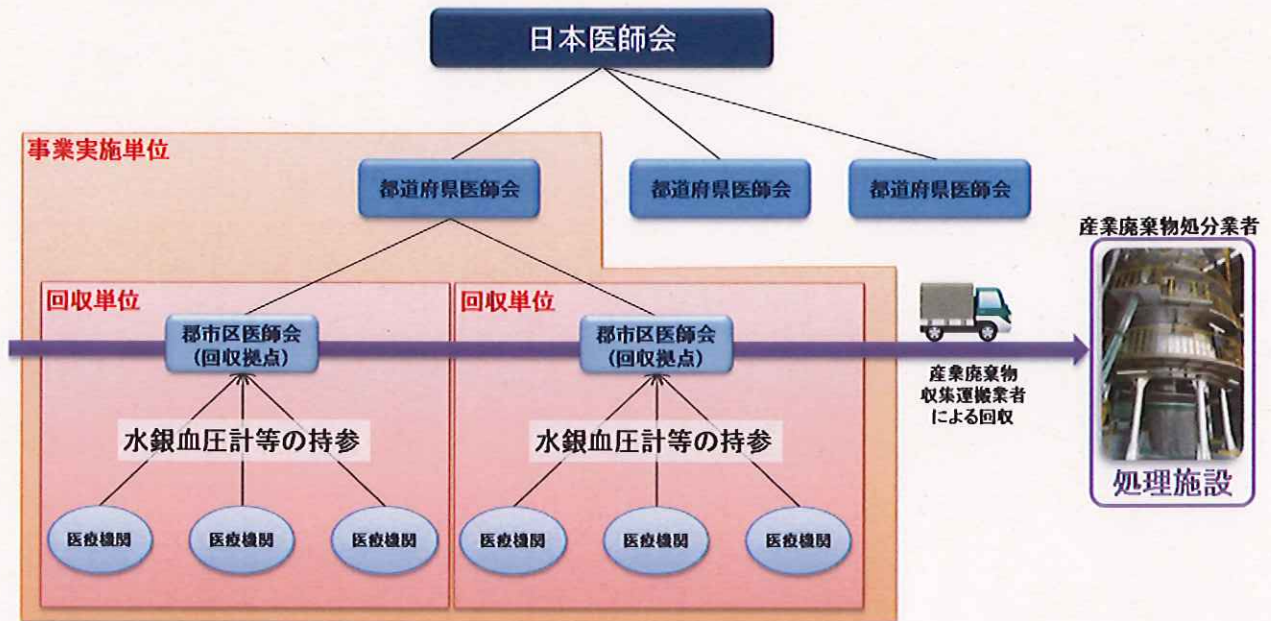 日本医師会
事業実施単位
都道府県医師会
都道府県医師会
都道府県医師会
産業廃棄物処分業者
回収単位
回収単位
郡市区医師会
(回収拠点)
郡市区医師会
(回収拠点)
産業廃棄物
収集運搬業者
による回収
水銀血圧計等の持参
水銀血圧計等の持参
処理施設
医療機関
医療機関
医療機関
医療機関
医療機関
医療機関